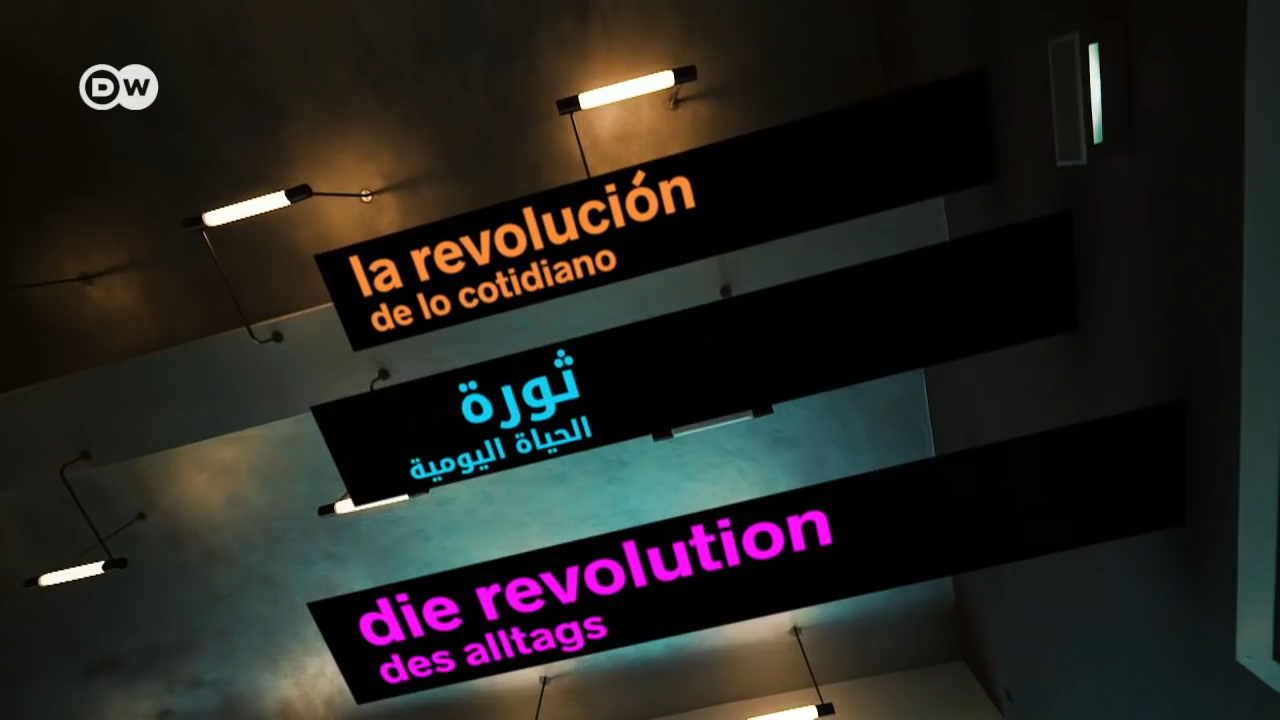 DW
la revolución
de lo cotidiano
ثورة
الحياة اليومية
die revolution
des alltags